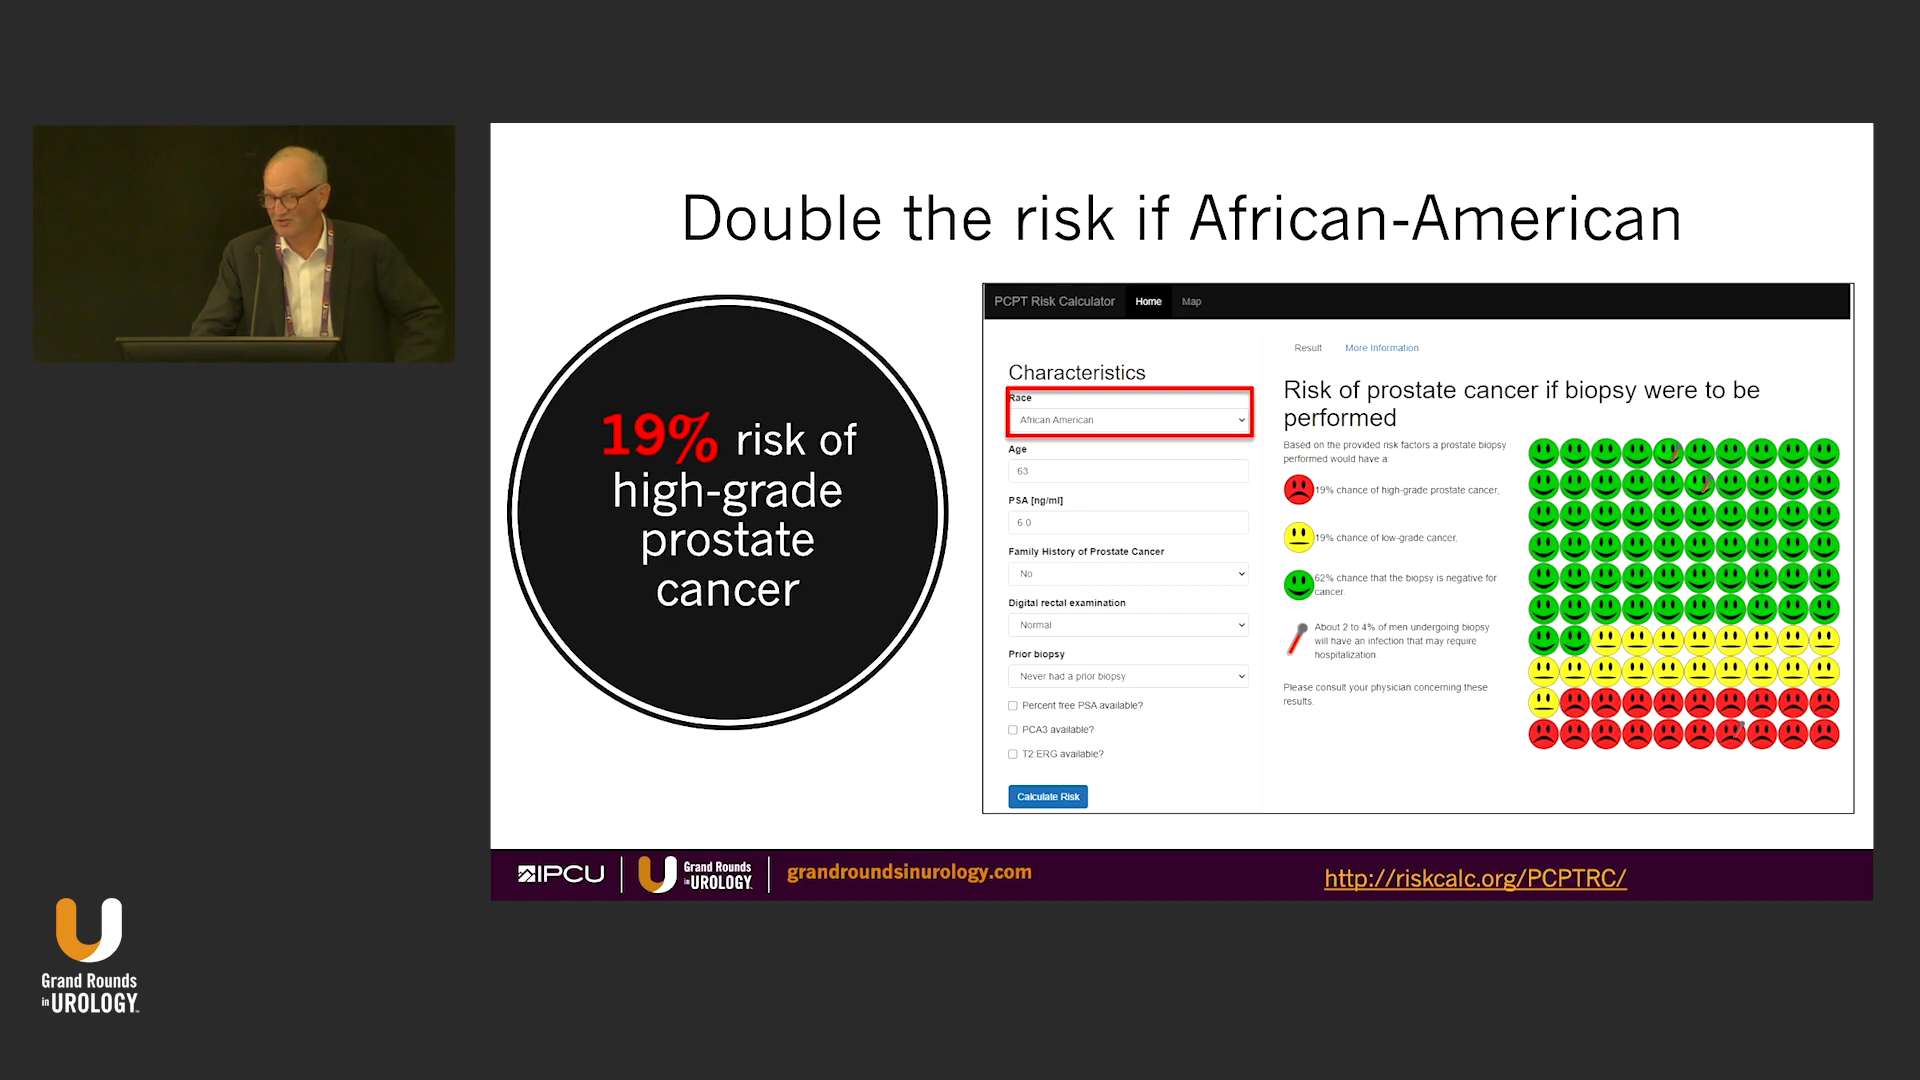 Double the risk if African-American
19% risk of
high-grade
prostate
cancer
PCPT Risk Calculator
Home
Map
Characteristics
Race
African American
Age
63
PSA [ng/ml]
6.0
Family History of Prostate Cancer
No
Digital rectal examination
Normal
Prior biopsy
Never had a prior biopsy
Percent free PSA available?
PCA3 available?
T2:ERG available?
Calculate Risk
Result
More Information
Risk of prostate cancer if biopsy were to be
performed
Based on the provided risk factors a prostate biopsy
performed would have a:
19% chance of high-grade prostate cancer,
19% chance of low-grade cancer,
62% chance that the biopsy is negative for
cancer.
About 2 to 4% of men undergoing biopsy
will have an infection that may require
hospitalization.
Please consult your physician concerning these
results.
IPCU
Grand Rounds
in UROLOGY
grandroundsinurology.com
http://riskcalc.org/PCPTRC/
Grand Rounds
in UROLOGY